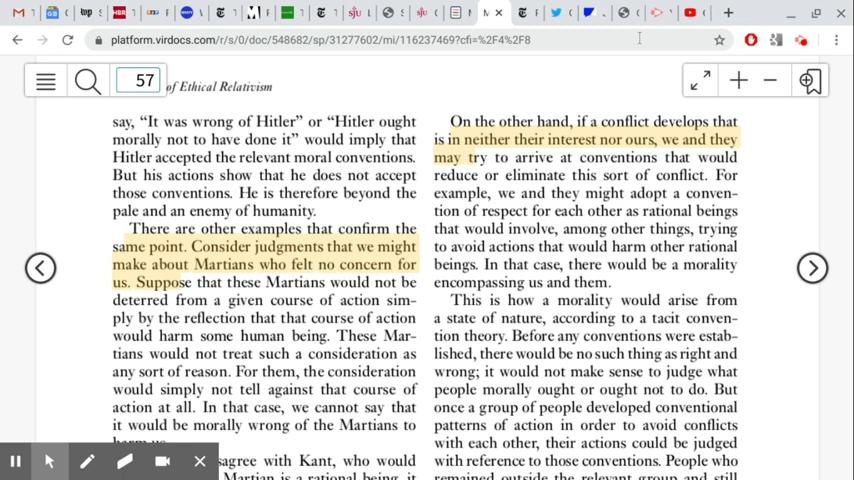 platform.virdocs.com/r/s/0/doc/548682/sp/31277602/mi/116237469?cfi=%2F4%2F8
57
of Ethical Relativism
say, “It was wrong of Hitler” or “Hitler ought
morally not to have done it” would imply that
Hitler accepted the relevant moral conventions.
But his actions show that he does not accept
those conventions. He is therefore beyond the
pale and an enemy of humanity.
There are other examples that confirm the
same point. Consider judgments that we might
make about Martians who felt no concern for
us. Suppose that these Martians would not be
deterred from a given course of action sim-
ply by the reflection that that course of action
would harm some human being. These Mar-
tians would not treat such a consideration as
any sort of reason. For them, the consideration
would simply not tell against that course of
action at all. In that case, we cannot say that
it would be morally wrong of the Martians to
harm us.
sagree with Kant, who would
Martian is a rational being, it
On the other hand, if a conflict develops that
is in neither their interest nor ours, we and they
may try to arrive at conventions that would
reduce or eliminate this sort of conflict. For
example, we and they might adopt a conven-
tion of respect for each other as rational beings
that would involve, among other things, trying
to avoid actions that would harm other rational
beings. In that case, there would be a morality
encompassing us and them.
This is how a morality would arise from
a state of nature, according to a tacit conven-
tion theory. Before any conventions were estab-
lished, there would be no such thing as right and
wrong; it would not make sense to judge what
people morally ought or ought not to do. But
once a group of people developed conventional
patterns of action in order to avoid conflicts
with each other, their actions could be judged
with reference to those conventions. People who
remained outside the relevant group and still